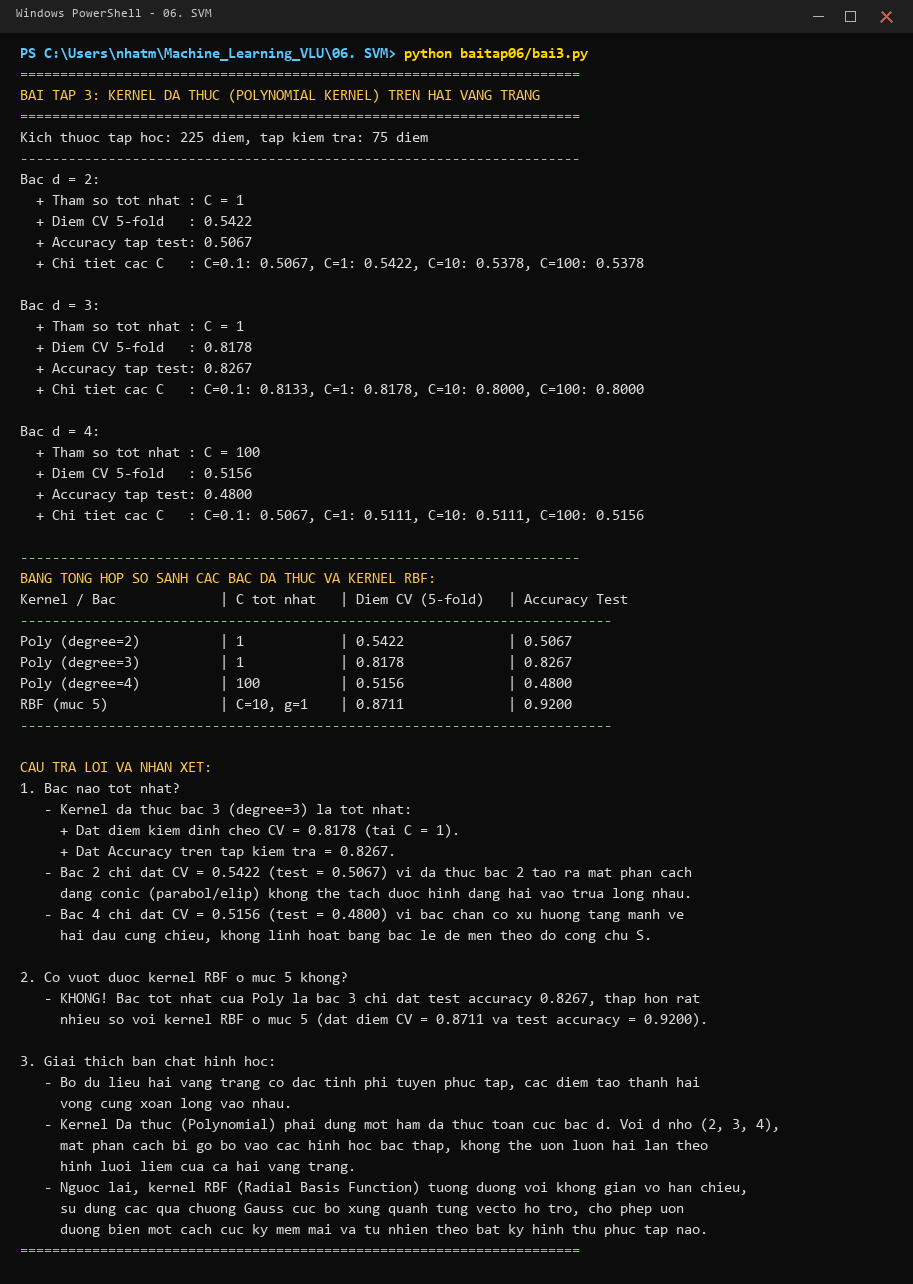 Windows PowerShell - 06. SVM
PS C:\Users\nhatm\Machine_Learning_VLU\06. SVM> python baitap06/bai3.py
======================================================================
BAI TAP 3: KERNEL DA THUC (POLYNOMIAL KERNEL) TREN HAI VANG TRANG
======================================================================
Kich thuoc tap hoc: 225 diem, tap kiem tra: 75 diem
----------------------------------------------------------------------
Bac d = 2:
  + Tham so tot nhat : C = 1
  + Diem CV 5-fold   : 0.5422
  + Accuracy tap test: 0.5067
  + Chi tiet cac C   : C=0.1: 0.5067, C=1: 0.5422, C=10: 0.5378, C=100: 0.5378
Bac d = 3:
  + Tham so tot nhat : C = 1
  + Diem CV 5-fold   : 0.8178
  + Accuracy tap test: 0.8267
  + Chi tiet cac C   : C=0.1: 0.8133, C=1: 0.8178, C=10: 0.8000, C=100: 0.8000
Bac d = 4:
  + Tham so tot nhat : C = 100
  + Diem CV 5-fold   : 0.5156
  + Accuracy tap test: 0.4800
  + Chi tiet cac C   : C=0.1: 0.5067, C=1: 0.5111, C=10: 0.5111, C=100: 0.5156
----------------------------------------------------------------------
BANG TONG HOP SO SANH CAC BAC DA THUC VA KERNEL RBF:
Kernel / Bac             | C tot nhat   | Diem CV (5-fold)   | Accuracy Test
--------------------------------------------------------------------------
Poly (degree=2)          | 1            | 0.5422             | 0.5067
Poly (degree=3)          | 1            | 0.8178             | 0.8267
Poly (degree=4)          | 100          | 0.5156             | 0.4800
RBF (muc 5)              | C=10, g=1    | 0.8711             | 0.9200
--------------------------------------------------------------------------
CAU TRA LOI VA NHAN XET:
1. Bac nao tot nhat?
   - Kernel da thuc bac 3 (degree=3) la tot nhat:
     + Dat diem kiem dinh cheo CV = 0.8178 (tai C = 1).
     + Dat Accuracy tren tap kiem tra = 0.8267.
   - Bac 2 chi dat CV = 0.5422 (test = 0.5067) vi da thuc bac 2 tao ra mat phan cach
     dang conic (parabol/elip) khong the tach duoc hinh dang hai vao trua long nhau.
   - Bac 4 chi dat CV = 0.5156 (test = 0.4800) vi bac chan co xu huong tang manh ve
     hai dau cung chieu, khong linh hoat bang bac le de men theo do cong chu S.
2. Co vuot duoc kernel RBF o muc 5 khong?
   - KHONG! Bac tot nhat cua Poly la bac 3 chi dat test accuracy 0.8267, thap hon rat
     nhieu so voi kernel RBF o muc 5 (dat diem CV = 0.8711 va test accuracy = 0.9200).
3. Giai thich ban chat hinh hoc:
   - Bo du lieu hai vang trang co dac tinh phi tuyen phuc tap, cac diem tao thanh hai
     vong cung xoan long vao nhau.
   - Kernel Da thuc (Polynomial) phai dung mot ham da thuc toan cuc bac d. Voi d nho (2, 3, 4),
     mat phan cach bi go bo vao cac hinh hoc bac thap, khong the uon luon hai lan theo
     hinh luoi liem cua ca hai vang trang.
   - Nguoc lai, kernel RBF (Radial Basis Function) tuong duong voi khong gian vo han chieu,
     su dung cac qua chuong Gauss cuc bo xung quanh tung vecto ho tro, cho phep uon
     duong bien mot cach cuc ky mem mai va tu nhien theo bat ky hinh thu phuc tap nao.
======================================================================